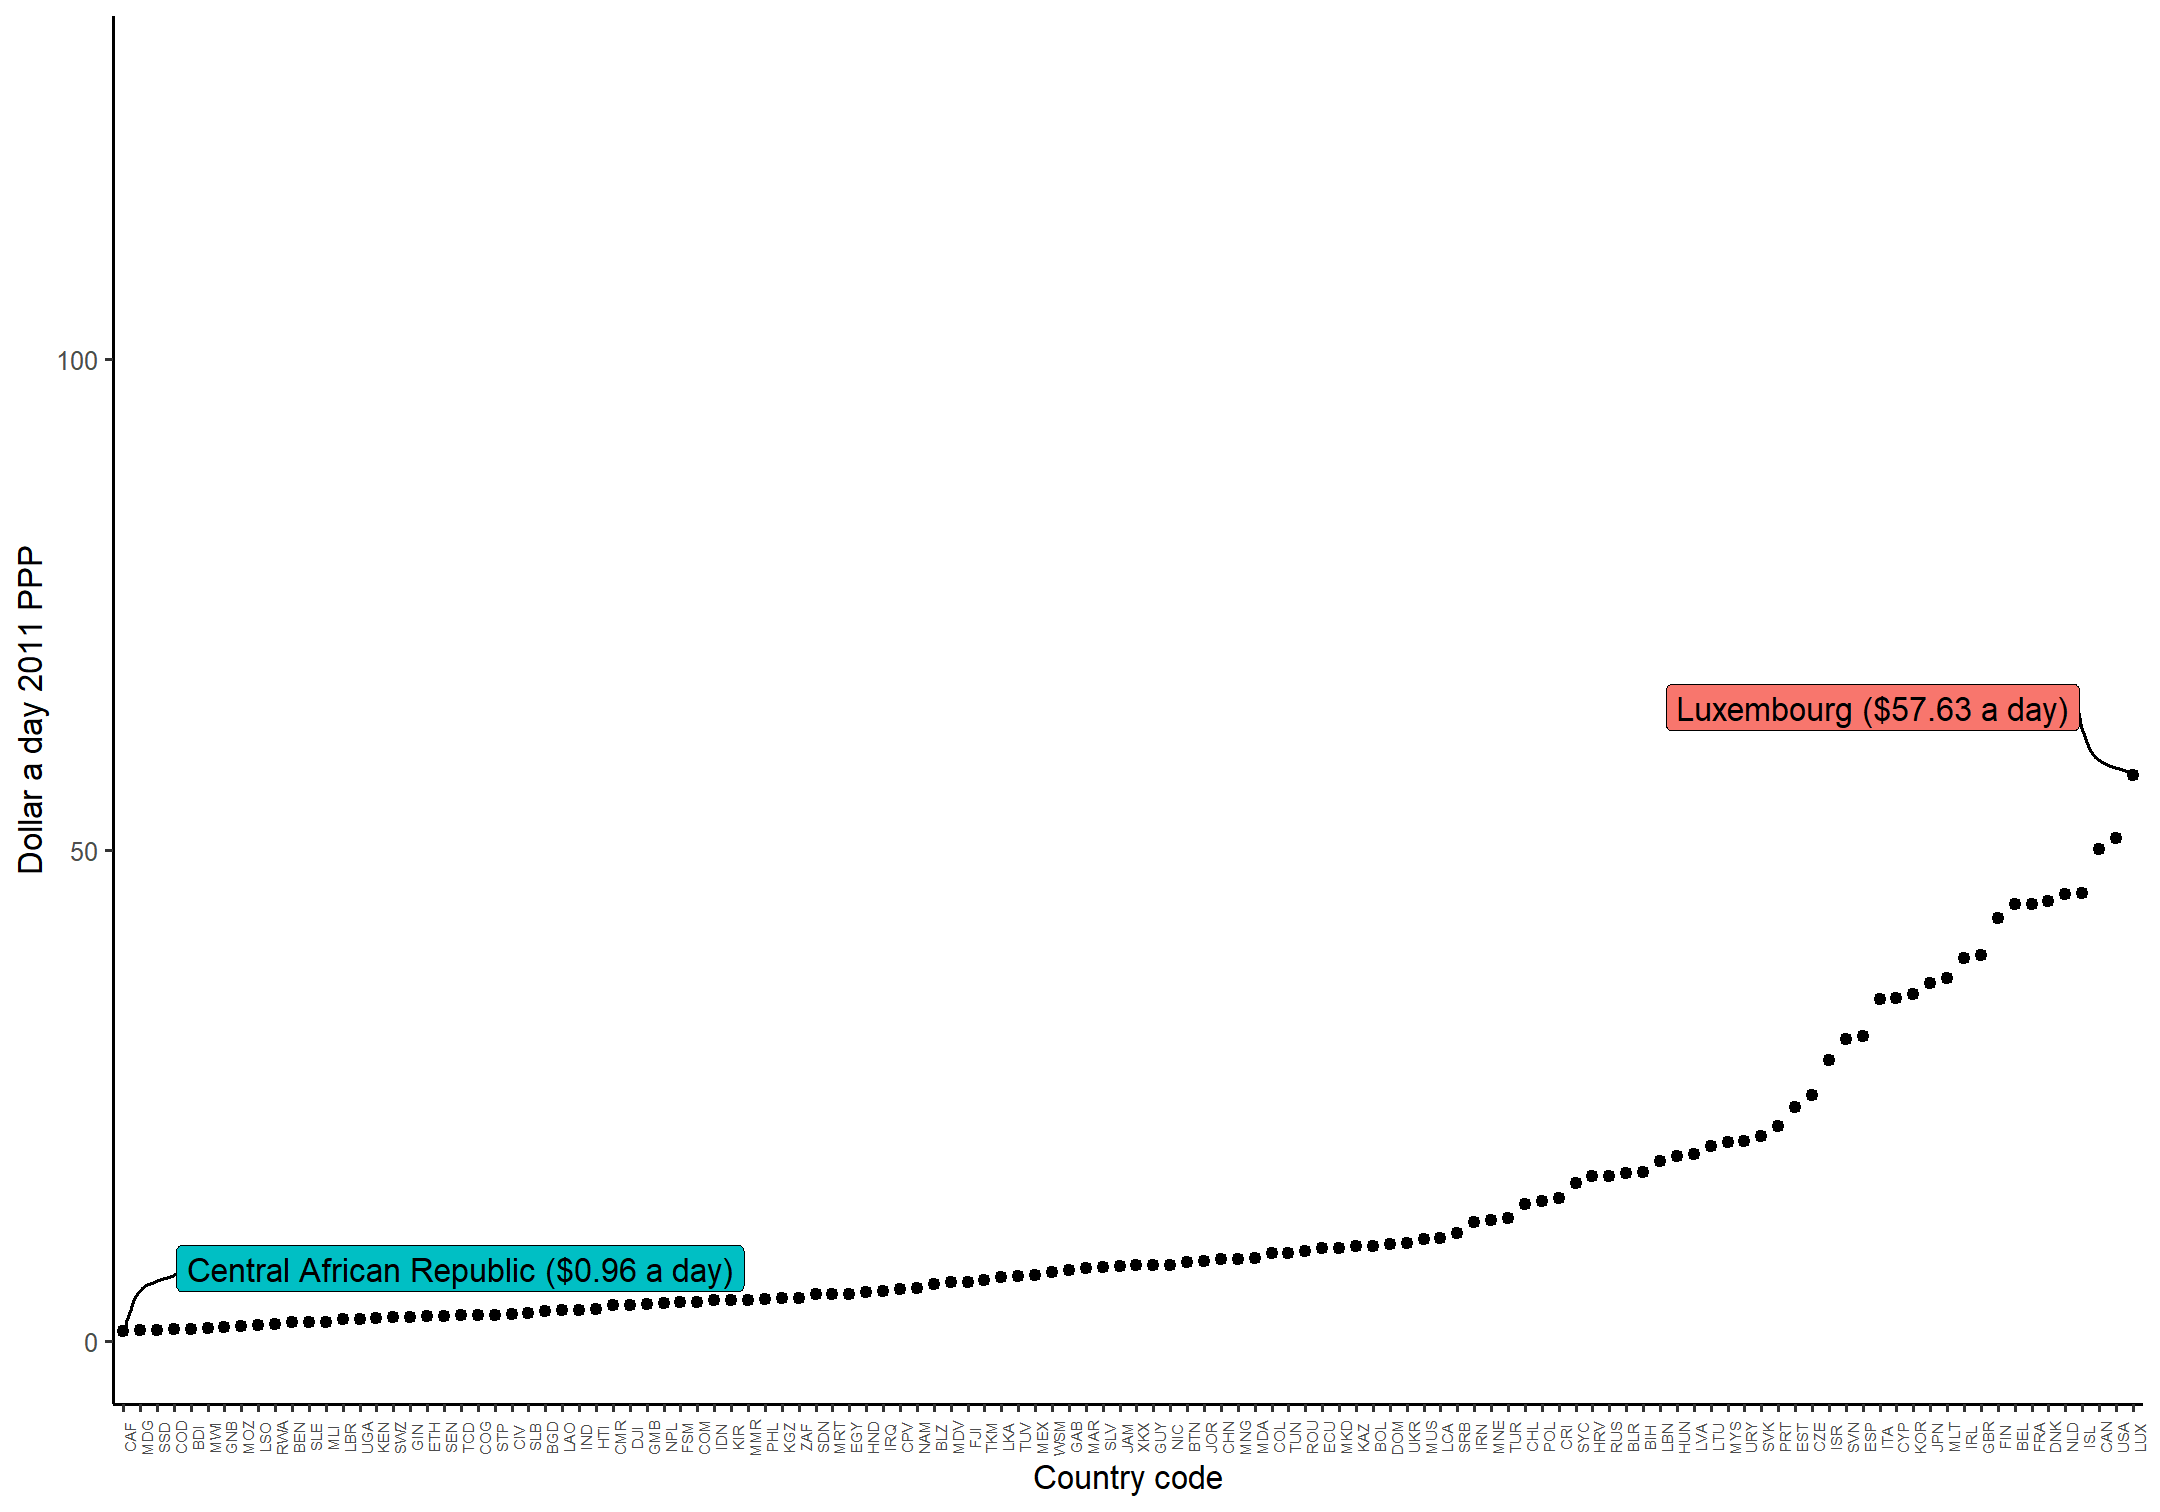 Dollar a day 2011 PPP
100
50
0
Luxembourg ($57.63 a day)
Central African Republic ($0.96 a day)
CAF
MDG
SSD
COD
BDI
MWI
GNB
MOZ
LSO
RWA
BEN
SLE
MLI
LBR
UGA
KEN
SWZ
GIN
ETH
SEN
TCD
COG
STP
CIV
SLB
BGD
LAO
IND
HTI
CMR
DJI
GMB
NPL
FSM
COM
IDN
KIR
MMR
PHL
KGZ
ZAF
SDN
MRT
EGY
HND
IRQ
CPV
NAM
BLZ
MDV
FJI
TKM
LKA
TUV
MEX
WSM
GAB
MAR
SLV
JAM
XKX
GUY
NIC
BTN
JOR
CHN
MNG
MDA
COL
TUN
ROU
ECU
MKD
KAZ
BOL
DOM
UKR
MUS
LCA
SRB
IRN
MNE
TUR
CHL
POL
CRI
SYC
HRV
RUS
BLR
BIH
LBN
HUN
LVA
LTU
MYS
URY
SVK
PRT
EST
CZE
ISR
SVN
ESP
ITA
CYP
KOR
JPN
MLT
IRL
GBR
FIN
BEL
FRA
DNK
NLD
ISL
CAN
USA
LUX
Country code